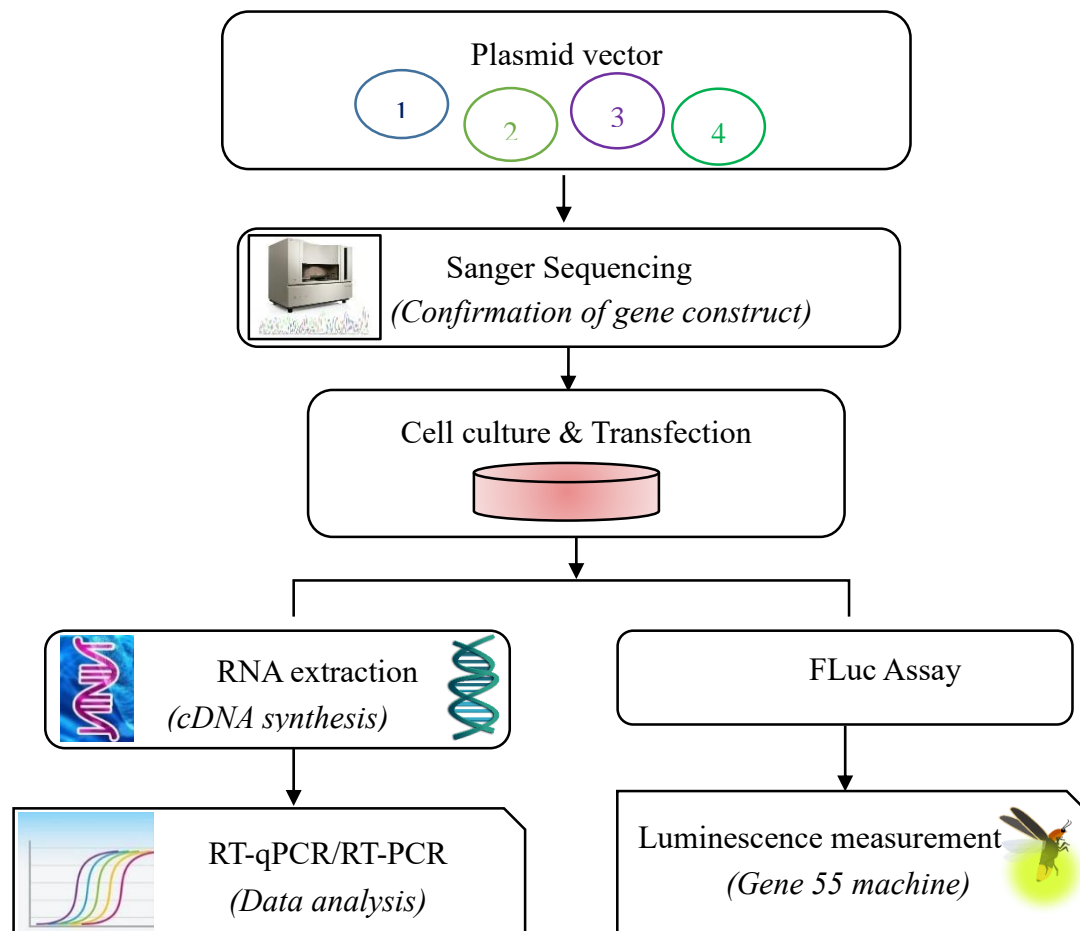 Plasmid vector
1
2
3
4
Sanger Sequencing
(Confirmation of gene construct)
Cell culture & Transfection
RNA extraction
(cDNA synthesis)
FLuc Assay
RT-qPCR/RT-PCR
(Data analysis)
Luminescence measurement
(Gene 55 machine)